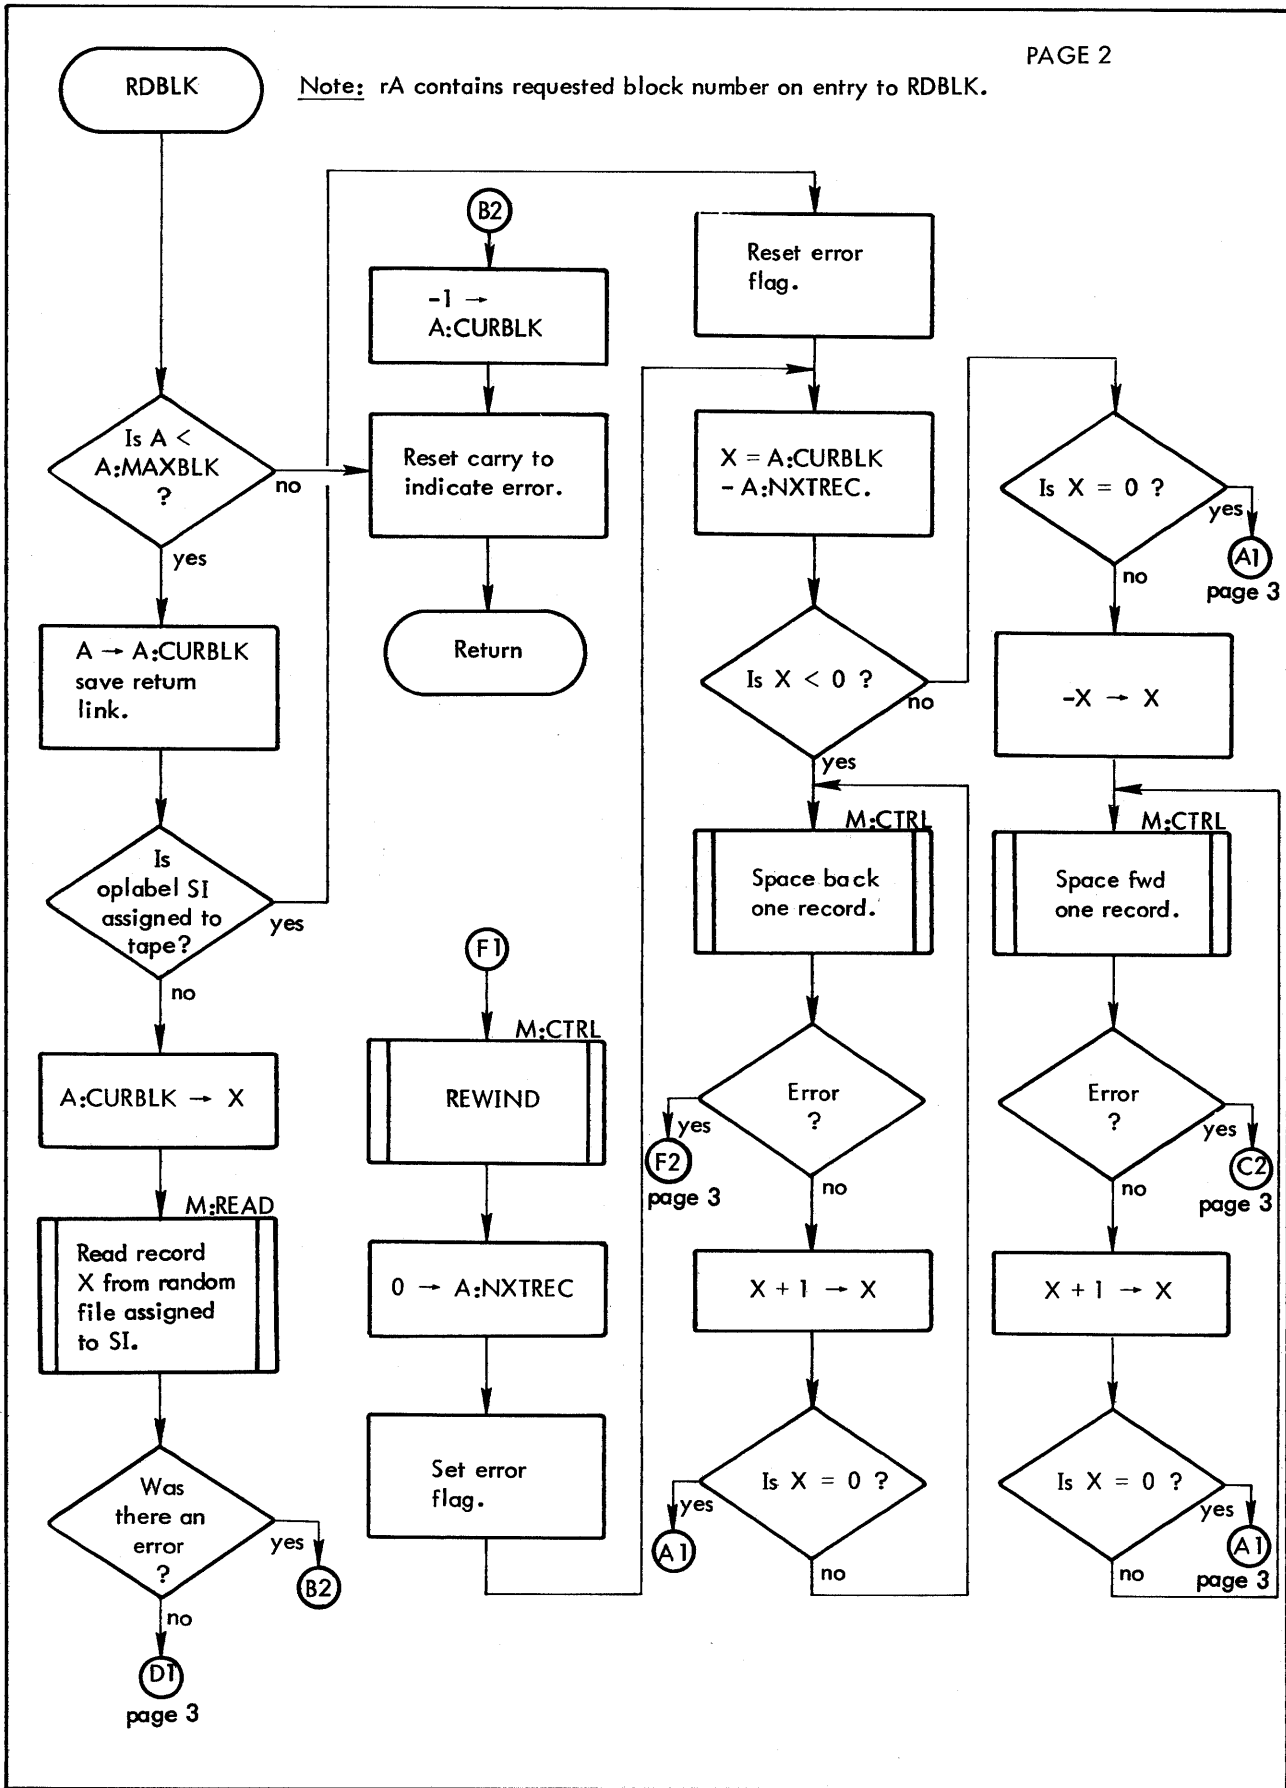 PAGE 2
RDBLK
Note: rA contains requested block number on entry to RDBLK.
Is A <
A:MAXBLK
?
no
yes
A → A:CURBLK
save return
link.
Is
oplabel SI
assigned to
tape?
yes
no
A:CURBLK → X
M:READ
Read record
X from random
file assigned
to SI.
Was
there an
error
?
yes
B2
no
D1
page 3
B2
-1 →
A:CURBLK
Reset carry to
indicate error.
Return
F1
M:CTRL
REWIND
0 → A:NXTREC
Set error
flag.
Reset error
flag.
X = A:CURBLK
- A:NXTREC.
Is X < 0 ?
no
yes
M:CTRL
Space back
one record.
Error
?
yes
F2
page 3
no
X + 1 → X
Is X = 0 ?
yes
A1
no
Is X = 0 ?
yes
A1
page 3
no
-X → X
M:CTRL
Space fwd
one record.
Error
?
yes
C2
page 3
no
X + 1 → X
Is X = 0 ?
yes
A1
page 3
no